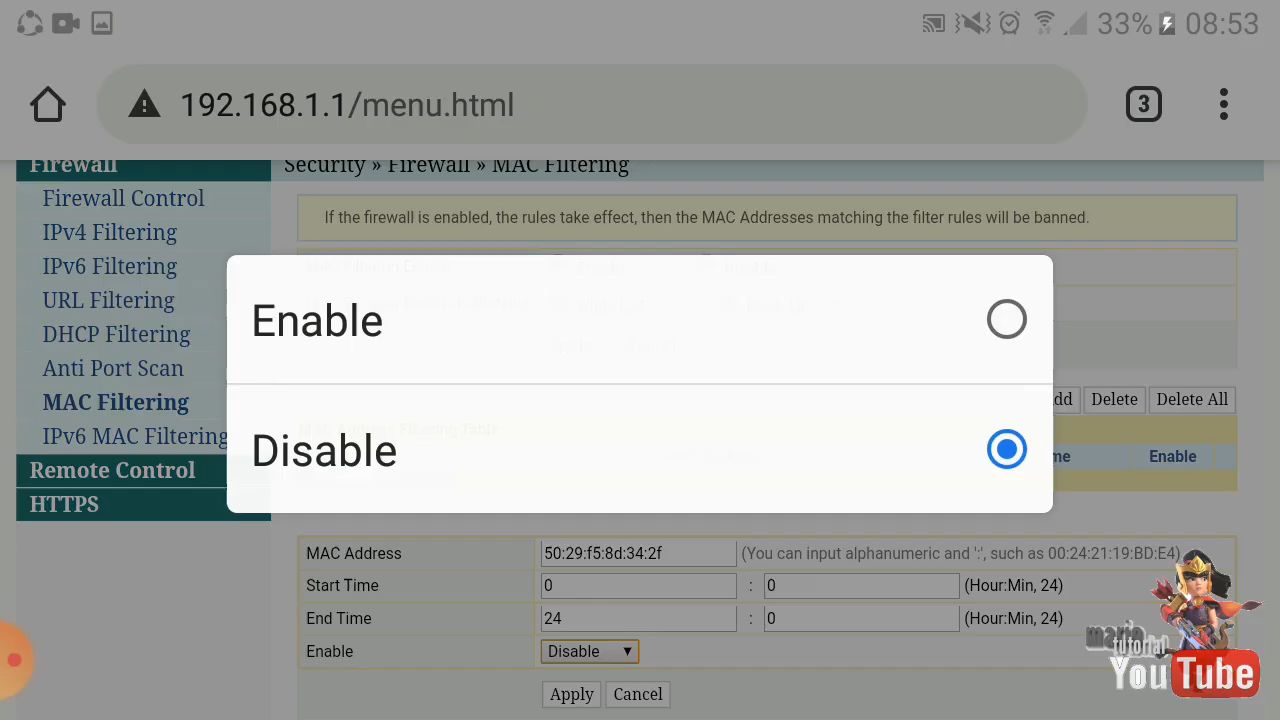 33% 08:53
192.168.1.1/menu.html 3
Firewall
Security » Firewall » MAC Filtering
Firewall Control
IPv4 Filtering
IPv6 Filtering
URL Filtering
DHCP Filtering
Anti Port Scan
MAC Filtering
IPv6 MAC Filtering
Remote Control
HTTPS
If the firewall is enabled, the rules take effect, then the MAC Addresses matching the filter rules will be banned.
Enable
Disable
dd Delete Delete All
me Enable
MAC Address 50:29:f5:8d:34:2f (You can input alphanumeric and ':', such as 00:24:21:19:BD:E4)
Start Time 0 : 0 (Hour:Min, 24)
End Time 24 : 0 (Hour:Min, 24)
Enable Disable ▼
Apply Cancel
tutorial
YouTube